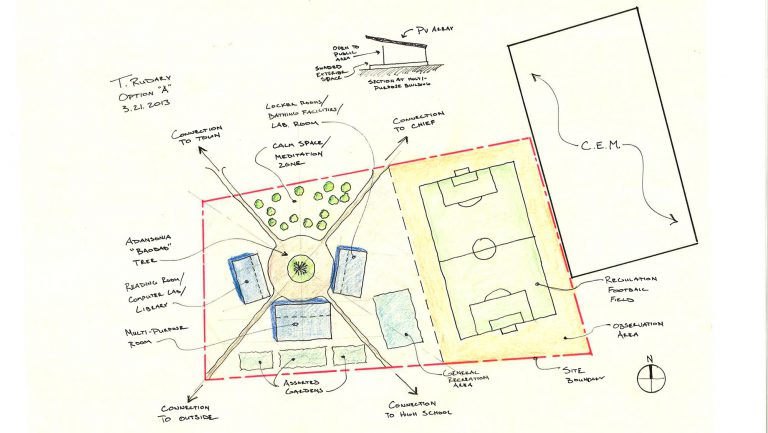 T. RUDARY
OPTION "A"
3.21.2013
PV ARRAY
OPEN TO
PUBLIC
AREA
SHADED
EXTERIOR
SPACE
SECTION AT MULTI-
PURPOSE BUILDING
LOCKER ROOMS/
BATHING FACILITIES/
LAB. ROOM
CONNECTION
TO TOWN
CONNECTION
TO CHIEF
CALM SPACE/
MEDITATION
ZONE
C.E.M.
ADANSONIA
"BAOBAB"
TREE
READING ROOM/
COMPUTER LAB/
LIBRARY
MULTI-PURPOSE
ROOM
REGULATION
FOOTBALL
FIELD
OBSERVATION
AREA
SITE
BOUNDARY
GENERAL
RECREATION
AREA
ASSORTED
GARDENS
CONNECTION
TO OUTSIDE
CONNECTION
TO HIGH SCHOOL
N